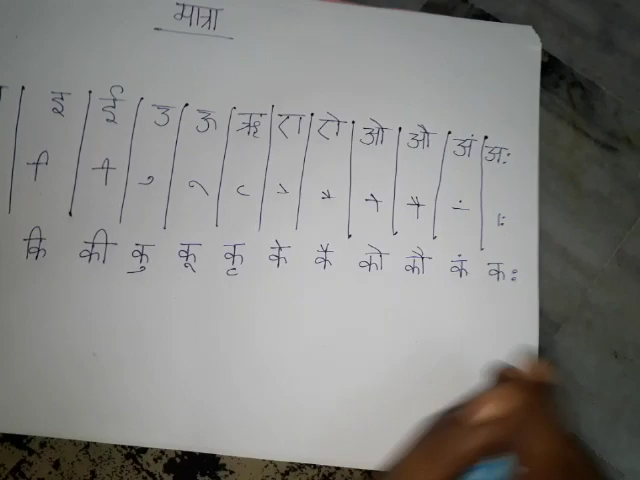 मात्रा
इ ई उ ऊ ऋ ए ऐ ओ औ अं अः
ि ी ु ू ृ े ै ो ौ ं ः
कि की कु कू कृ के कै को कौ कं कः